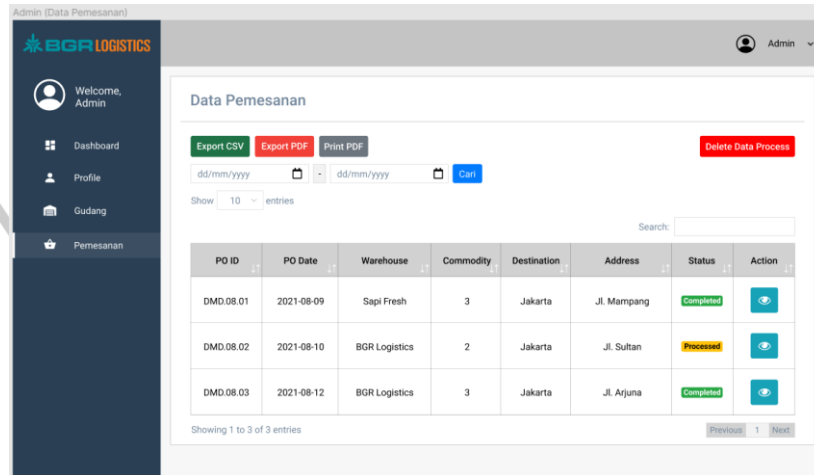 Admin (Data Pemesanan)
BGR LOGISTICS
Admin
Welcome,
Admin
Dashboard
Profile
Gudang
Pemesanan
Data Pemesanan
Export CSV Export PDF Print PDF Delete Data Process
dd/mm/yyyy - dd/mm/yyyy Cari
Show 10 entries
Search:
PO ID PO Date Warehouse Commodity Destination Address Status Action
DMD.08.01 2021-08-09 Sapi Fresh 3 Jakarta Jl. Mampang Completed
DMD.08.02 2021-08-10 BGR Logistics 2 Jakarta Jl. Sultan Processed
DMD.08.03 2021-08-12 BGR Logistics 3 Jakarta Jl. Arjuna Completed
Showing 1 to 3 of 3 entries
Previous 1 Next